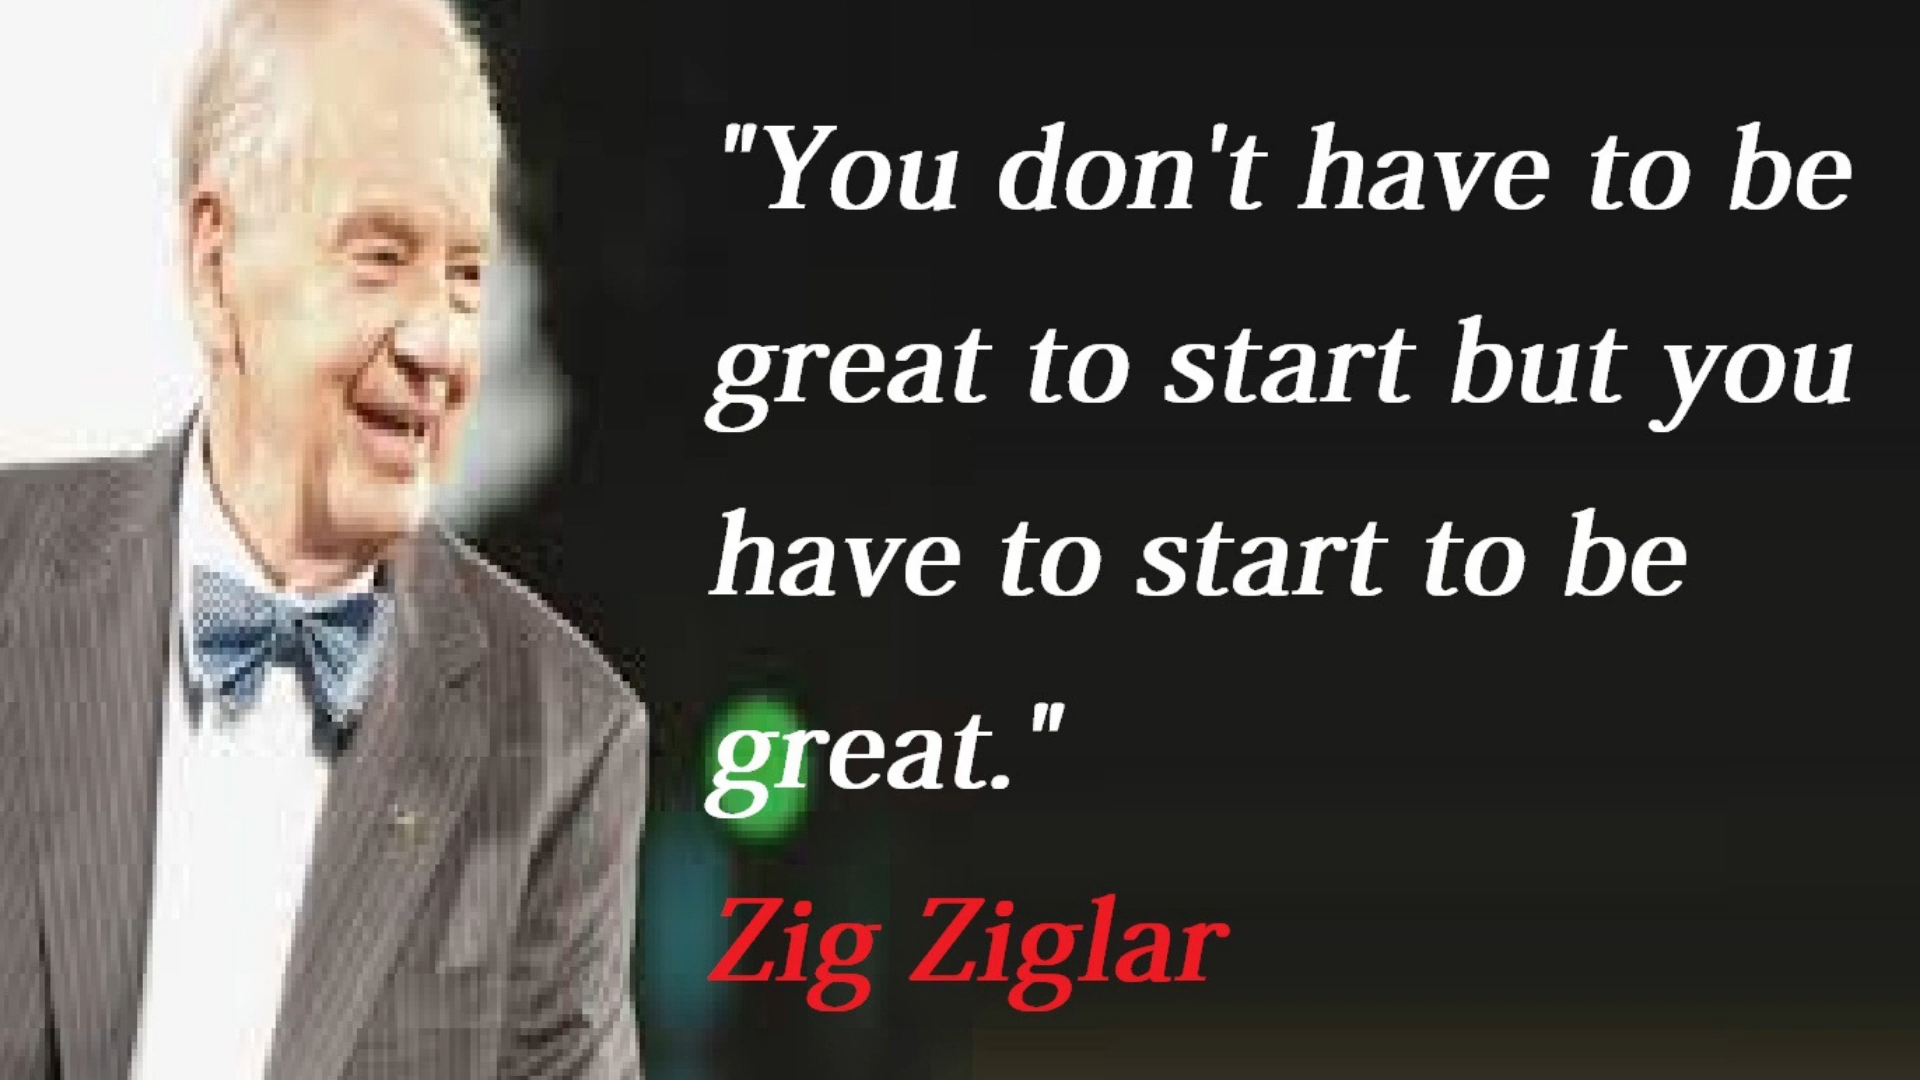 "You don't have to be
great to start but you
have to start to be
great."
Zig Ziglar